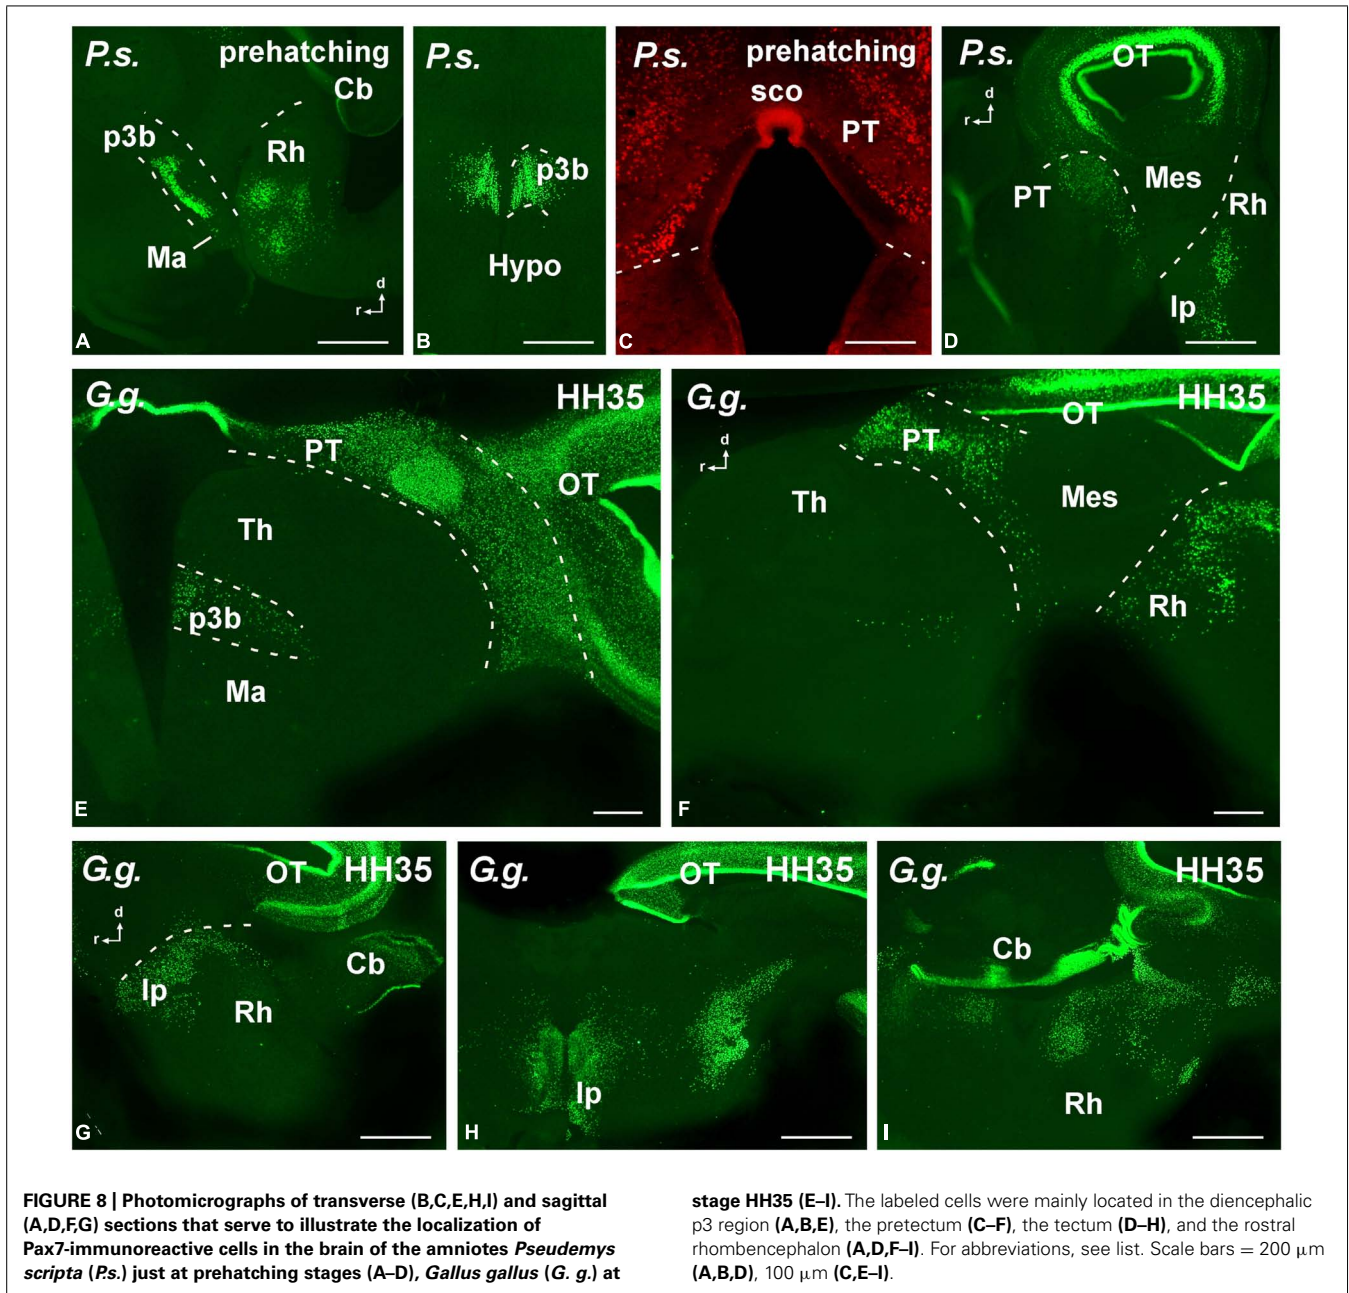 P.s. prehatching
Cb
p3b
Rh
Ma
d
r
A
P.s.
p3b
Hypo
B
P.s. prehatching
sco
PT
C
P.s.
OT
d
r
Mes
PT
Rh
Ip
D
G.g. HH35
PT
OT
Th
p3b
Ma
E
G.g. HH35
OT
PT
d
r
Mes
Th
Rh
F
G.g. OT HH35
d
r
Cb
Ip
Rh
G
G.g. OT HH35
Ip
H
G.g. HH35
Cb
Rh
I
FIGURE 8 | Photomicrographs of transverse (B,C,E,H,I) and sagittal
(A,D,F,G) sections that serve to illustrate the localization of
Pax7-immunoreactive cells in the brain of the amniotes Pseudemys
scripta (P.s.) just at prehatching stages (A–D), Gallus gallus (G. g.) at
stage HH35 (E–I). The labeled cells were mainly located in the diencephalic
p3 region (A,B,E), the pretectum (C–F), the tectum (D–H), and the rostral
rhombencephalon (A,D,F–I). For abbreviations, see list. Scale bars = 200 μm
(A,B,D), 100 μm (C,E–I).